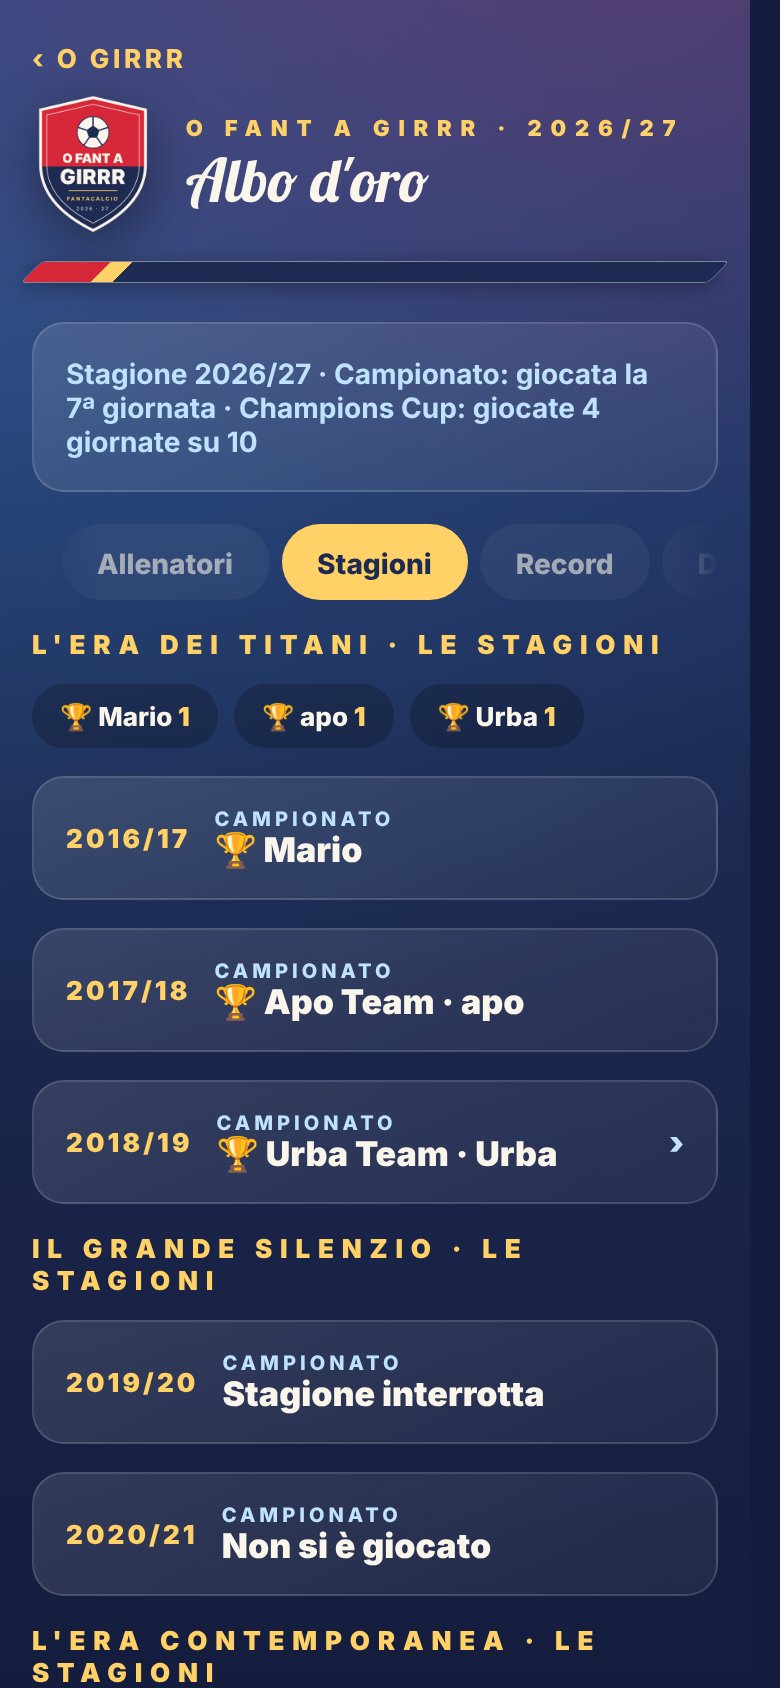 ‹ O GIRRR
O FANT A
GIRRR
FANTACALCIO
2026 · 27
O FANT A GIRRR · 2026/27
Albo d'oro
Stagione 2026/27 · Campionato: giocata la
7ª giornata · Champions Cup: giocate 4
giornate su 10
Allenatori
Stagioni
Record
D
L'ERA DEI TITANI · LE STAGIONI
🏆 Mario 1
🏆 apo 1
🏆 Urba 1
2016/17
CAMPIONATO
🏆 Mario
2017/18
CAMPIONATO
🏆 Apo Team · apo
2018/19
CAMPIONATO
🏆 Urba Team · Urba
›
IL GRANDE SILENZIO · LE
STAGIONI
2019/20
CAMPIONATO
Stagione interrotta
2020/21
CAMPIONATO
Non si è giocato
L'ERA CONTEMPORANEA · LE
STAGIONI